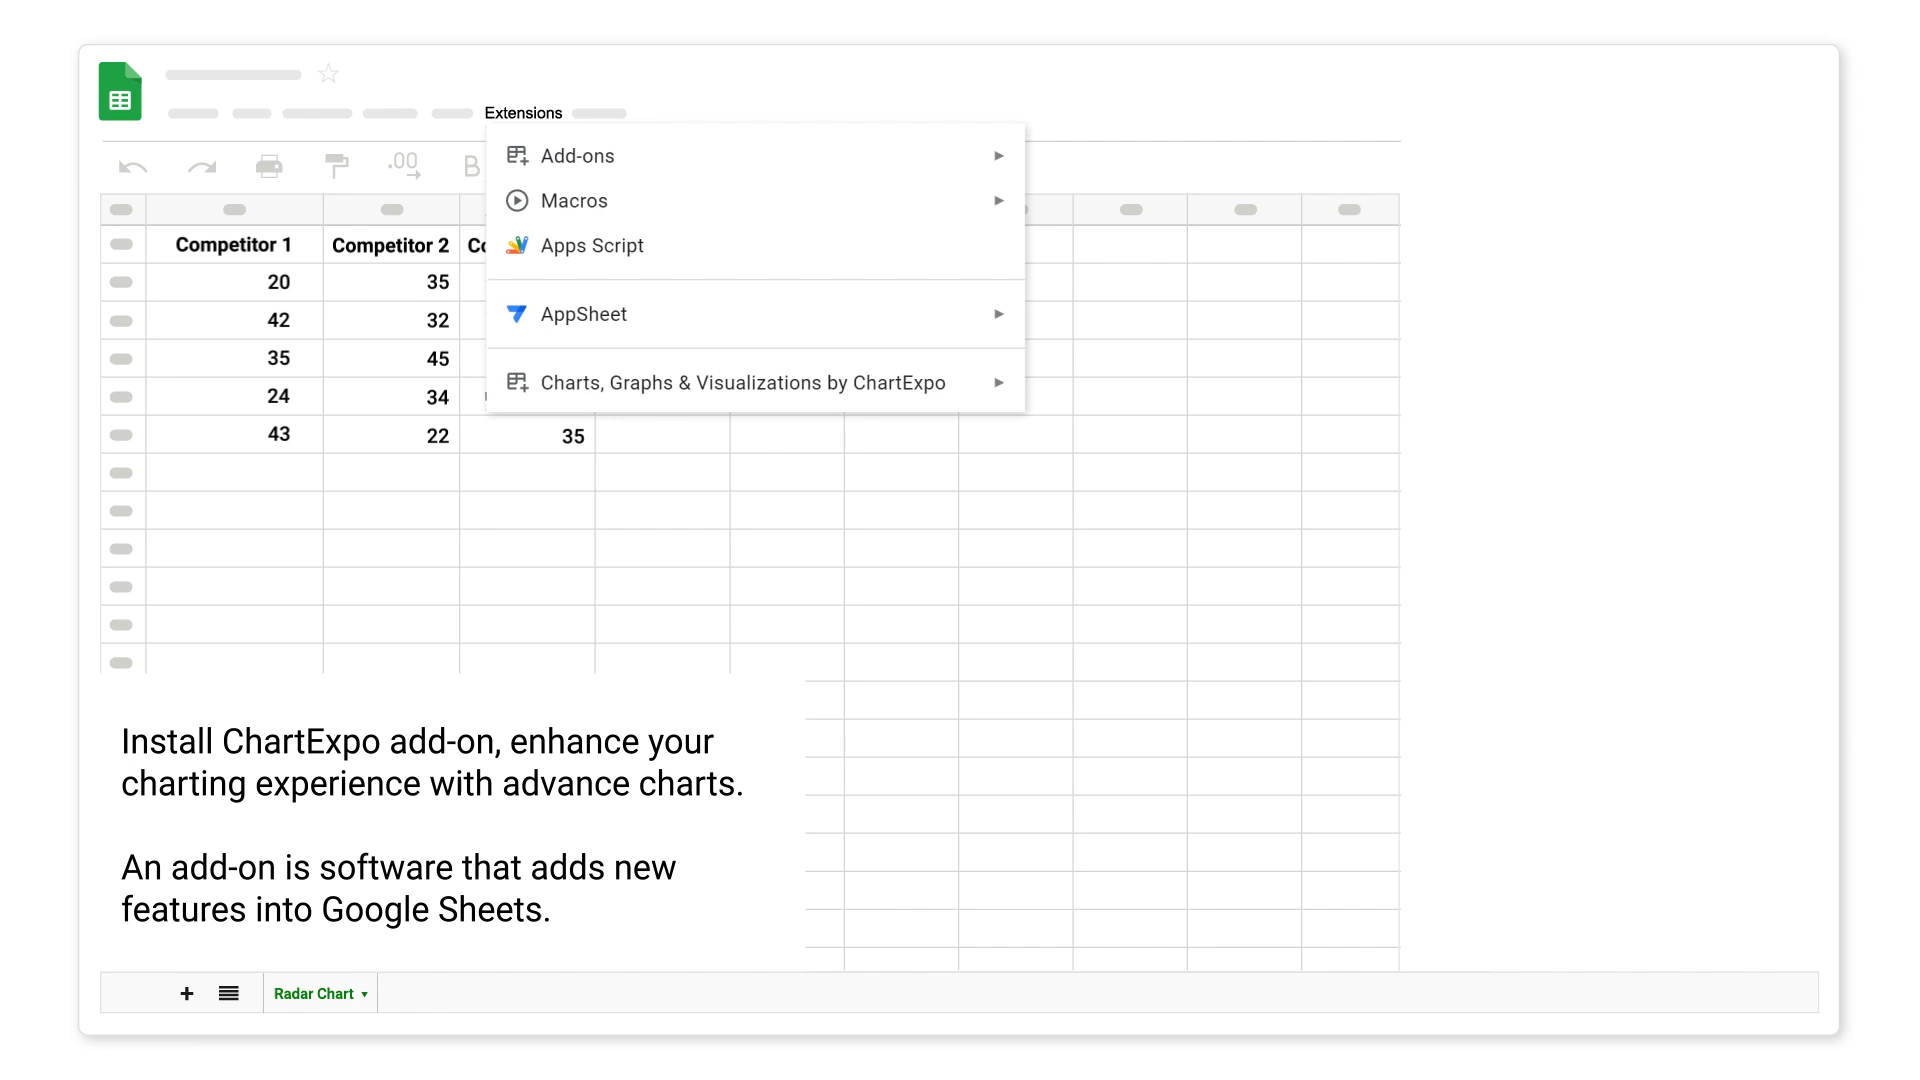 Extensions
Add-ons
Macros
Apps Script
AppSheet
Charts, Graphs & Visualizations by ChartExpo
.00
B
Competitor 1 Competitor 2
20 35
42 32
35 45
24 34
43 22 35
Install ChartExpo add-on, enhance your
charting experience with advance charts.
An add-on is software that adds new
features into Google Sheets.
+ Radar Chart